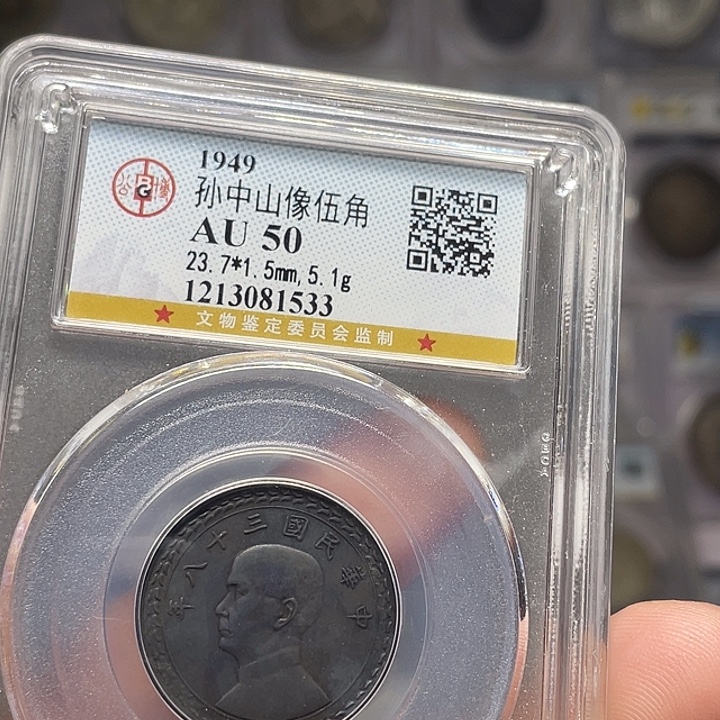 1949
孙中山像伍角
AU 50
23.7*1.5mm,5.1g
1213081533
文物鉴定委员会监制
中華民國三十八年